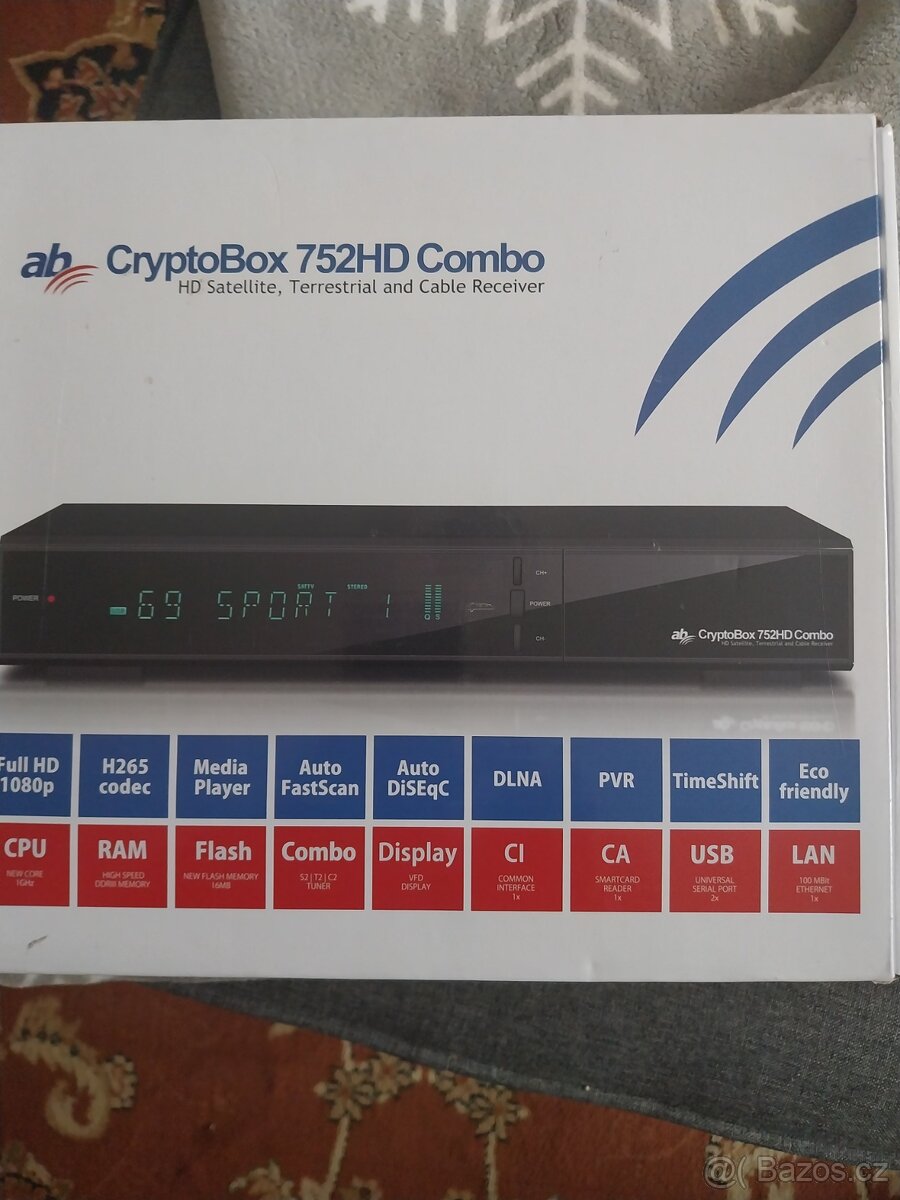 ab CryptoBox 752HD Combo
HD Satellite, Terrestrial and Cable Receiver
POWER
69 SPORT 1
SATTV
STEREO
Q S
CH+
POWER
CH-
ab CryptoBox 752HD Combo
HD Satellite, Terrestrial and Cable Receiver
Full HD
1080p
H265
codec
Media
Player
Auto
FastScan
Auto
DiSEqC
DLNA
PVR
TimeShift
Eco
friendly
CPU
NEW CORE
1GHz
RAM
HIGH SPEED
DDRIII MEMORY
Flash
NEW FLASH MEMORY
16MB
Combo
S2 | T2 | C2
TUNER
Display
VFD
DISPLAY
CI
COMMON
INTERFACE
1x
CA
SMARTCARD
READER
1x
USB
UNIVERSAL
SERIAL PORT
2x
LAN
100 MBit
ETHERNET
1x
Bazos.cz